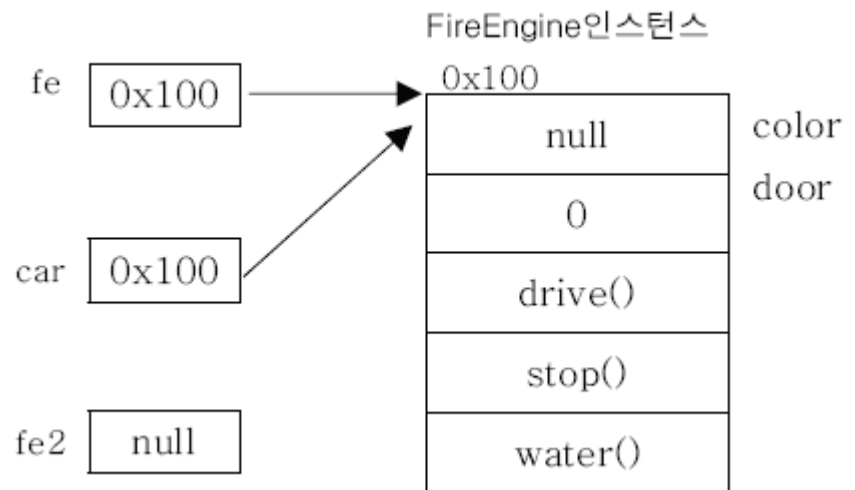 FireEngine인스턴스
0x100
fe
0x100
null
color
0
door
car
0x100
drive()
stop()
fe2
null
water()